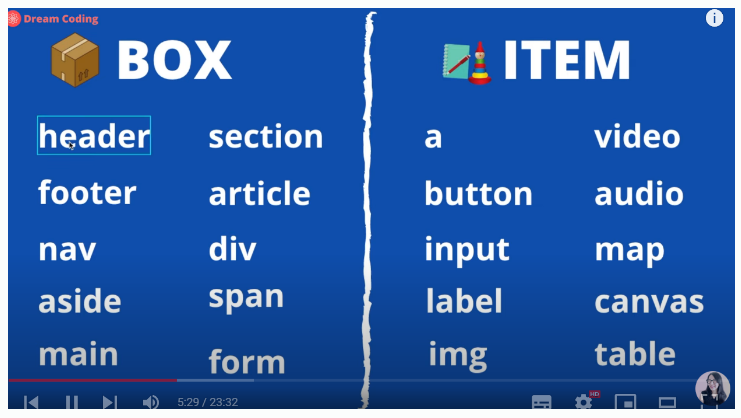 Dream Coding
BOX
header section
footer article
nav div
aside span
main form
ITEM
a video
button audio
input map
label canvas
img table
5:29 / 23:32
HD